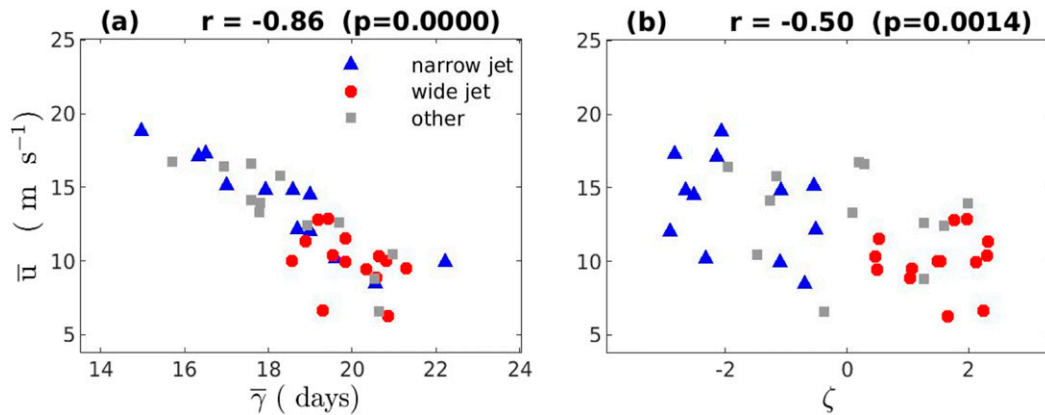 (a) r = -0.86 (p=0.0000)
25
20
15
10
5
14 16 18 20 22 24
u̅ ( m s⁻¹)
γ̅ ( days)
narrow jet
wide jet
other
(b) r = -0.50 (p=0.0014)
25
20
15
10
5
-2 0 2
ζ